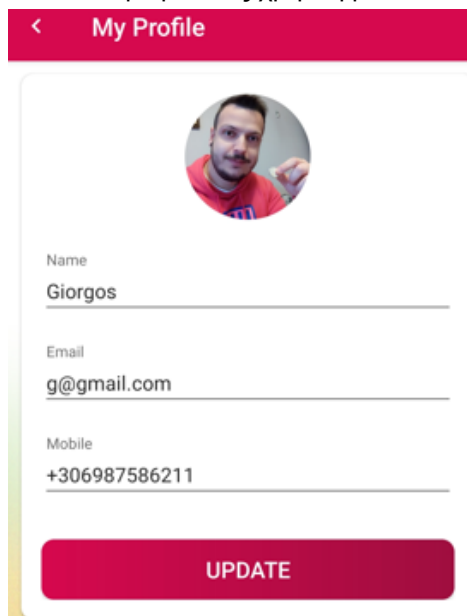 My Profile
Name
Giorgos
Email
g@gmail.com
Mobile
+306987586211
UPDATE